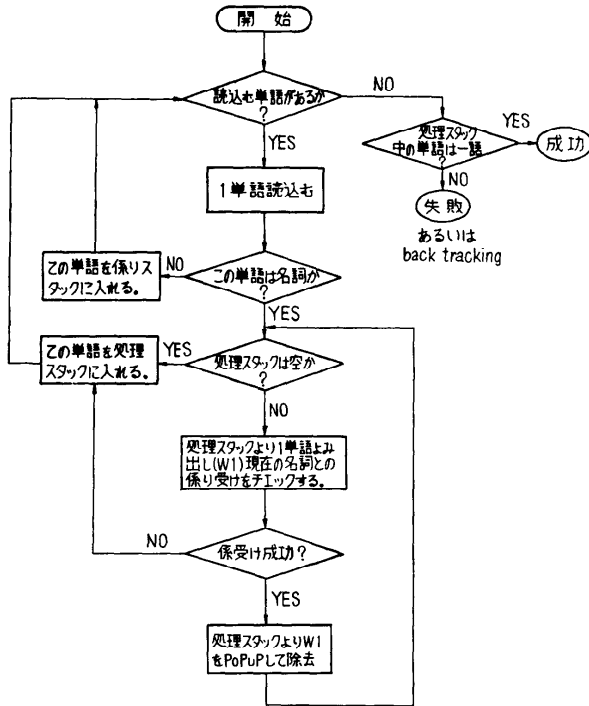 開始
読込む単語があるか
?
NO
YES
処理スタック
中の単語は一語
?
YES
成功
NO
失敗
あるいは
back tracking
1単語読込む
この単語は名詞か
?
NO
この単語を係りス
タックに入れる。
YES
処理スタックは空か
?
YES
この単語を処理
スタックに入れる。
NO
処理スタックより1単語よみ
出し(W1)現在の名詞との
係り受けをチェックする。
係受け成功?
NO
YES
処理スタックよりW1
をPoPuPして除去